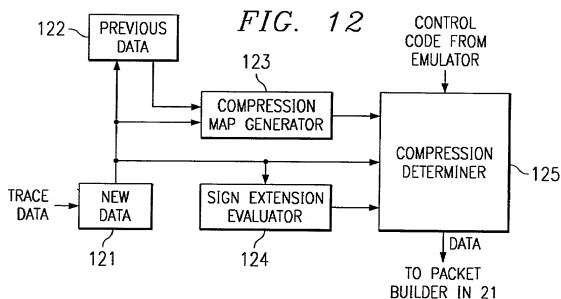 FIG. 12
122
PREVIOUS
DATA
123
COMPRESSION
MAP GENERATOR
CONTROL
CODE FROM
EMULATOR
COMPRESSION
DETERMINER
125
TRACE
DATA
NEW
DATA
121
SIGN EXTENSION
EVALUATOR
124
DATA
TO PACKET
BUILDER IN 21